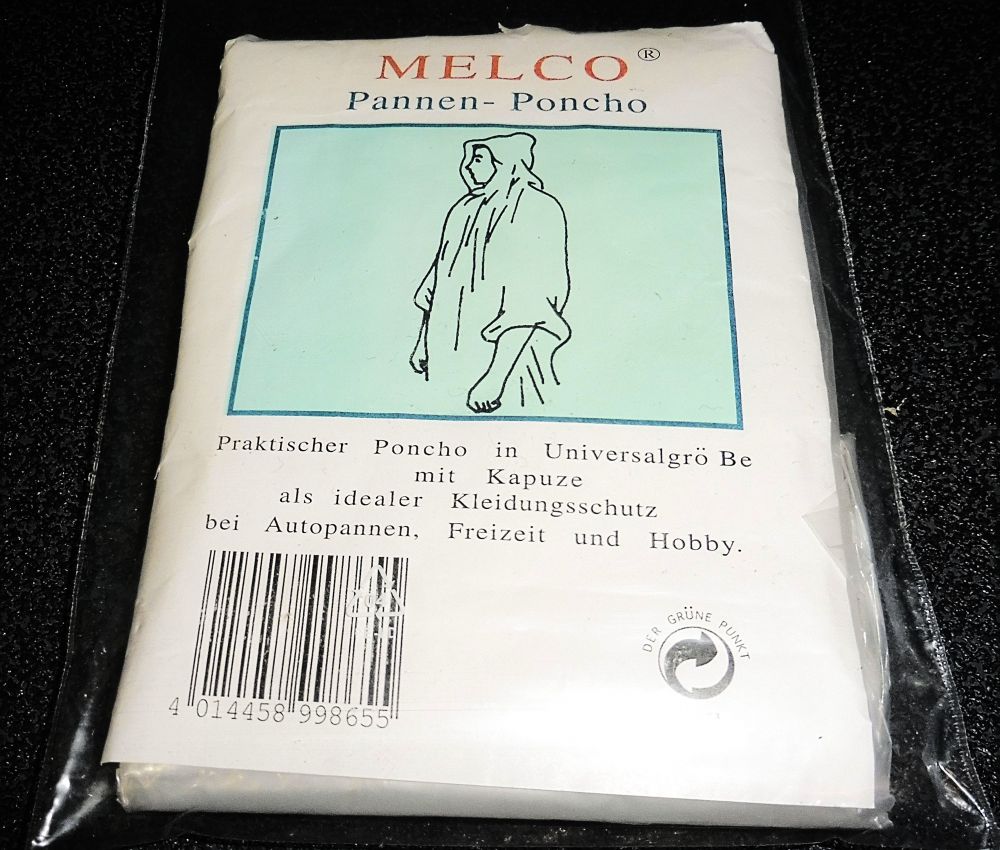 MELCO®
Pannen- Poncho
Praktischer Poncho in Universalgrö Be
mit Kapuze
als idealer Kleidungsschutz
bei Autopannen, Freizeit und Hobby.
4 014458 998655
DER GRÜNE PUNKT